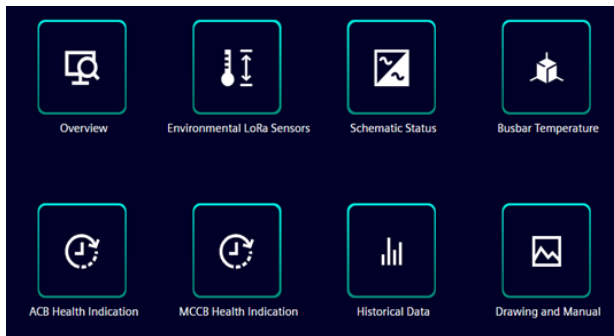 Overview
Environmental LoRa Sensors
Schematic Status
Busbar Temperature
ACB Health Indication
MCCB Health Indication
Historical Data
Drawing and Manual